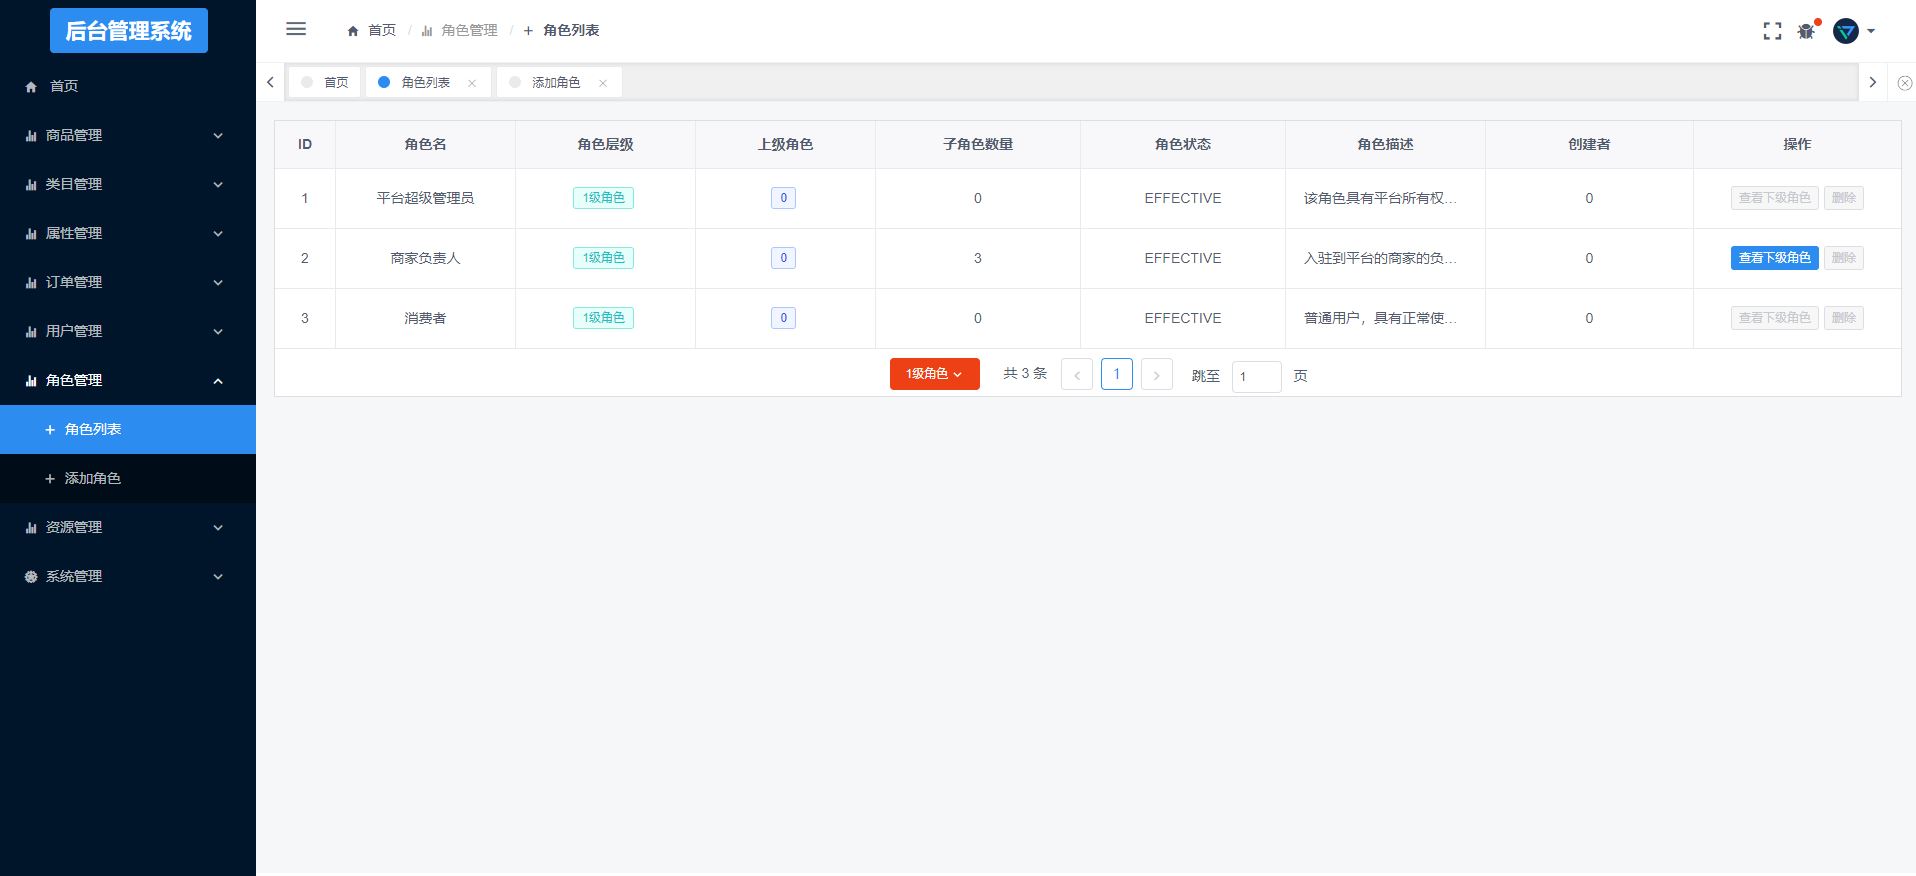 后台管理系统
首页
商品管理
类目管理
属性管理
订单管理
用户管理
角色管理
角色列表
添加角色
资源管理
系统管理
首页 / 角色管理 / 角色列表
首页 角色列表 添加角色
ID 角色名 角色层级 上级角色 子角色数量 角色状态 角色描述 创建者 操作
1 平台超级管理员 1级角色 0 0 EFFECTIVE 该角色具有平台所有权... 0 查看下级角色 删除
2 商家负责人 1级角色 0 3 EFFECTIVE 入驻到平台的商家的负... 0 查看下级角色 删除
3 消费者 1级角色 0 0 EFFECTIVE 普通用户，具有正常使... 0 查看下级角色 删除
1级角色 共 3 条 < 1 > 跳至 1 页